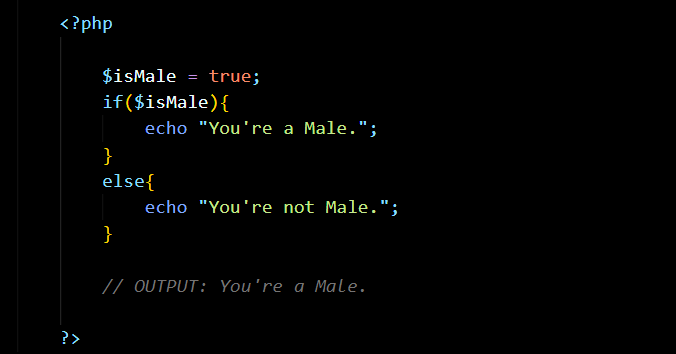 <?php
$isMale = true;
if($isMale){
echo "You're a Male.";
}
else{
echo "You're not Male.";
}
// OUTPUT: You're a Male.
?>